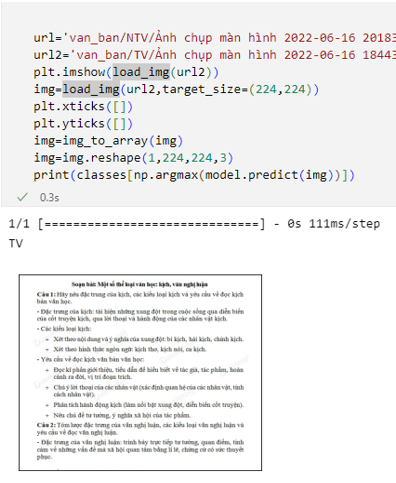 url='van_ban/NTV/Ảnh chụp màn hình 2022-06-16 20183
url2='van_ban/TV/Ảnh chụp màn hình 2022-06-16 18443
plt.imshow(load_img(url2))
img=load_img(url2,target_size=(224,224))
plt.xticks([])
plt.yticks([])
img=img_to_array(img)
img=img.reshape(1,224,224,3)
print(classes[np.argmax(model.predict(img))])
0.3s
1/1 [==============================] - 0s 111ms/step
TV
Soạn bài: Một số thể loại văn học: kịch, văn nghị luận
Câu 1: Hãy nêu đặc trưng của kịch, các kiểu loại kịch và yêu cầu về đọc kịch
bản văn học.
- Đặc trưng của kịch: tái hiện những xung đột trong cuộc sống qua diễn biến
của cốt truyện kịch, qua lời thoại và hành động của các nhân vật kịch.
- Các kiểu loại kịch:
+ Xét theo nội dung và ý nghĩa của xung đột: bi kịch, hài kịch, chính kịch.
+ Xét theo hình thức ngôn ngữ: kịch thơ, kịch nói, ca kịch.
- Yêu cầu về đọc kịch văn bản văn học:
+ Đọc kĩ phần giới thiệu, tiểu dẫn để hiểu biết về tác giả, tác phẩm, hoàn
cảnh ra đời, vị trí đoạn trích.
+ Chú ý lời thoại của các nhân vật (xác định quan hệ của các nhân vật, tính
cách nhân vật).
+ Phân tích hành động kịch (làm nổi bật xung đột, diễn biến cốt truyện).
+ Nêu chủ đề tư tưởng, ý nghĩa xã hội của tác phẩm.
Câu 2: Tóm lược đặc trưng của văn nghị luận, các kiểu loại văn nghị luận và
yêu cầu về đọc văn nghị luận.
- Đặc trưng của văn nghị luận: trình bày trực tiếp tư tưởng, quan điểm, tình
cảm về những vấn đề mà xã hội quan tâm bằng lí lẽ, chứng cứ có sức thuyết
phục.